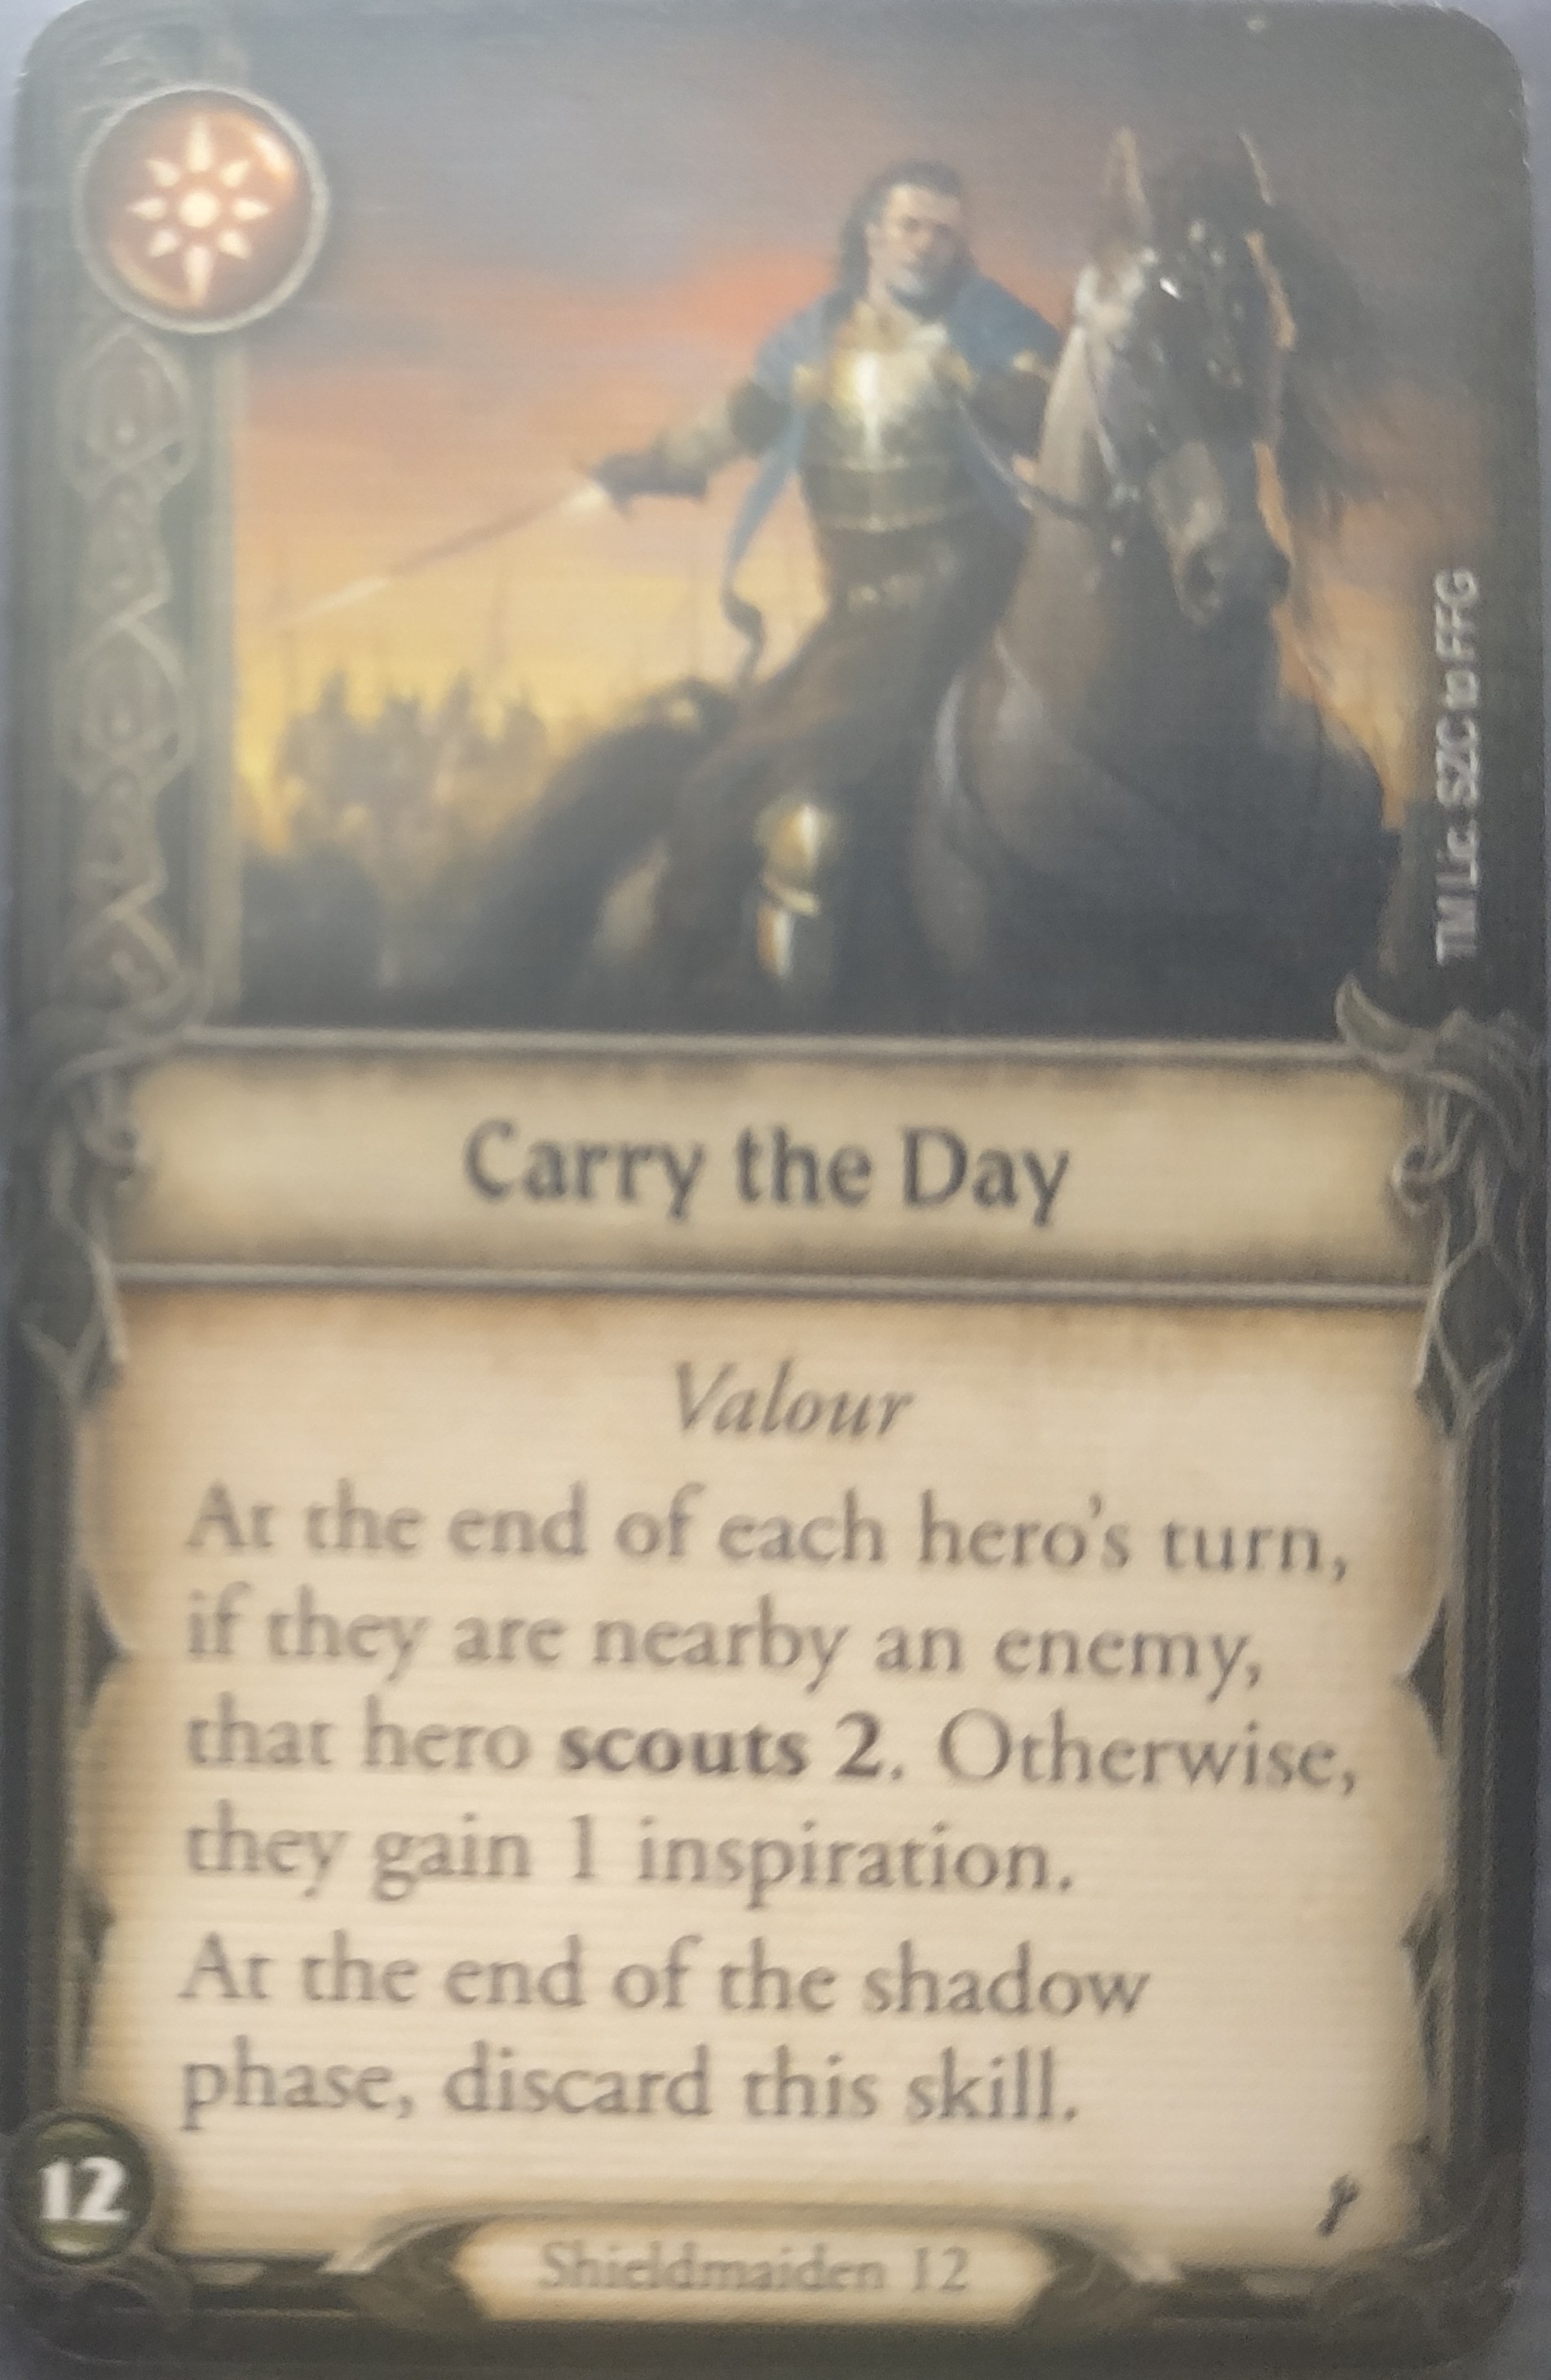 TM Lic. SZC to FFG
Carry the Day
Valour
At the end of each hero's turn,
if they are nearby an enemy,
that hero scouts 2. Otherwise,
they gain 1 inspiration.
At the end of the shadow
phase, discard this skill.
12
Shieldmaiden 12